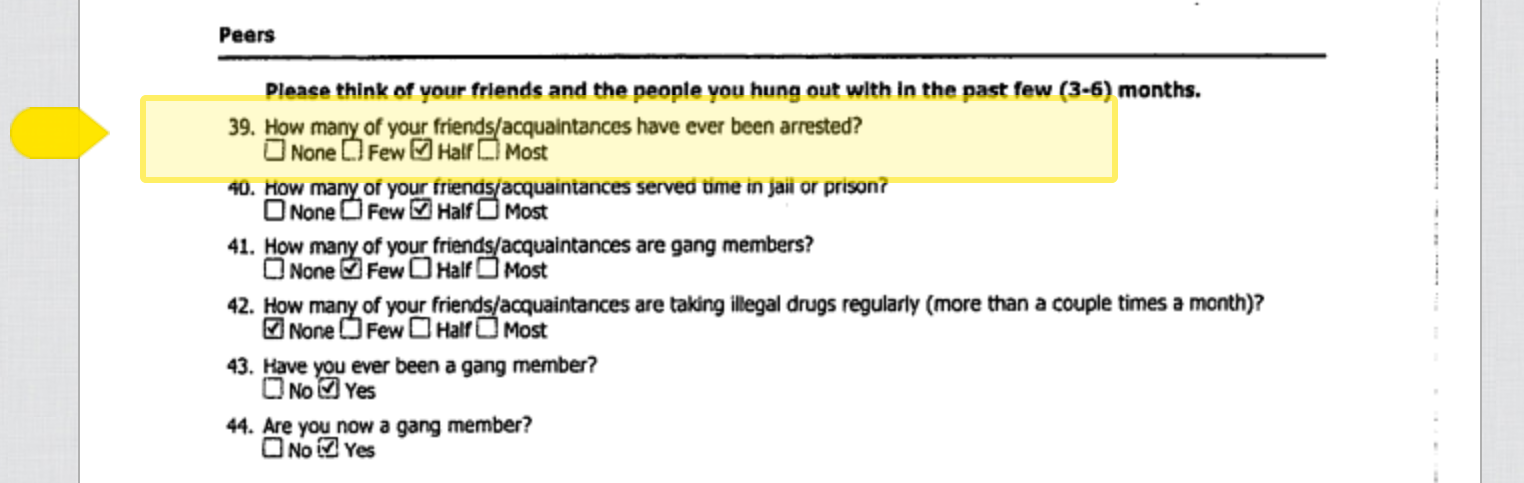 Peers
Please think of your friends and the people you hung out with in the past few (3-6) months.
39. How many of your friends/acquaintances have ever been arrested?
☐ None ☐ Few ☑ Half ☐ Most
40. How many of your friends/acquaintances served time in jail or prison?
☐ None ☐ Few ☑ Half ☐ Most
41. How many of your friends/acquaintances are gang members?
☐ None ☑ Few ☐ Half ☐ Most
42. How many of your friends/acquaintances are taking illegal drugs regularly (more than a couple times a month)?
☑ None ☐ Few ☐ Half ☐ Most
43. Have you ever been a gang member?
☐ No ☑ Yes
44. Are you now a gang member?
☐ No ☑ Yes